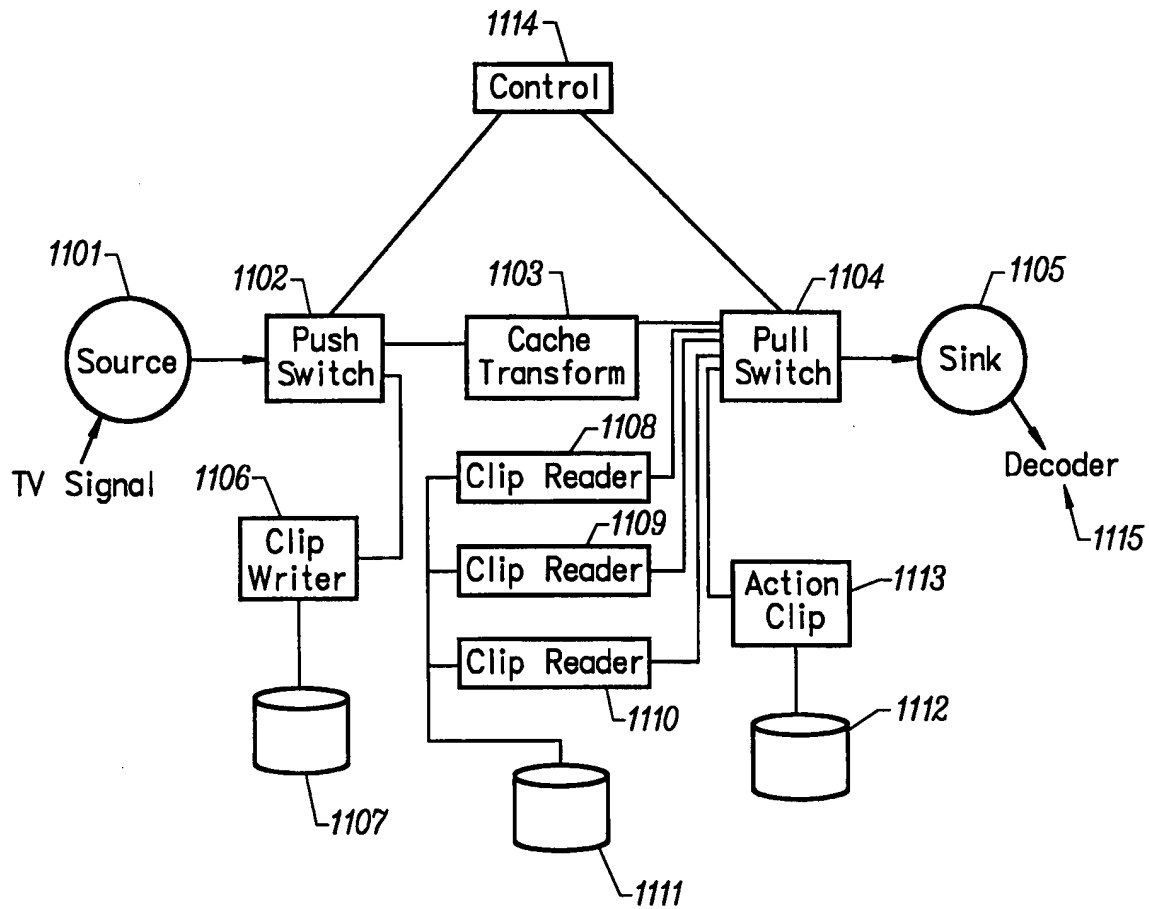 1114
Control
1101
1102
1103
1104
1105
Source
Push
Switch
Cache
Transform
Pull
Switch
Sink
TV Signal
Decoder
1115
1106
Clip
Writer
1108
Clip Reader
1109
Clip Reader
Clip Reader
1110
Action
Clip
1113
1107
1111
1112